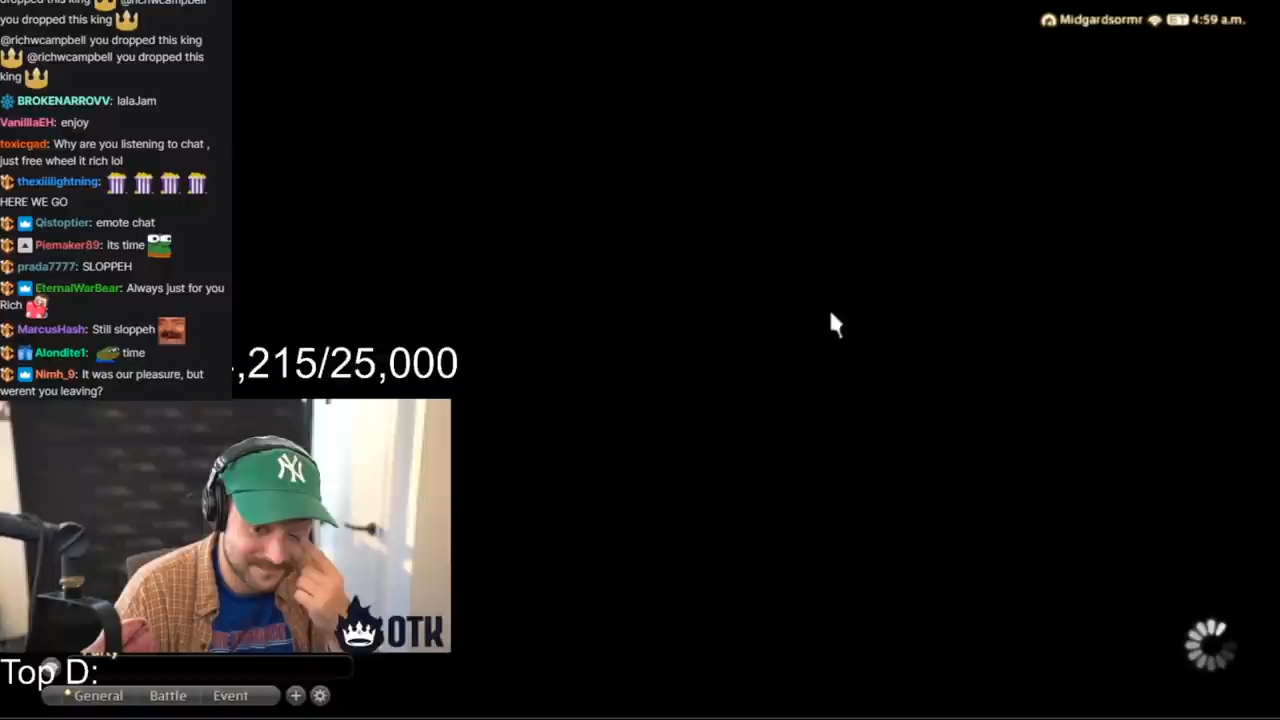 dropped this king @richwcampbell
you dropped this king
@richwcampbell you dropped this king
@richwcampbell you dropped this
king
BROKENARROVV: lalaJam
VanilllaEH: enjoy
toxicgad: Why are you listening to chat ,
just free wheel it rich lol
thexiiilightning:
HERE WE GO
Qistoptier: emote chat
Piemaker89: its time
prada7777: SLOPPEH
EternalWarBear: Always just for you
Rich
MarcusHash: Still sloppeh
Alondite1: time
Nimh_9: It was our pleasure, but
werent you leaving?
,215/25,000
Midgardsormr ET 4:59 a.m.
NY
OTK
Top D:
General Battle Event